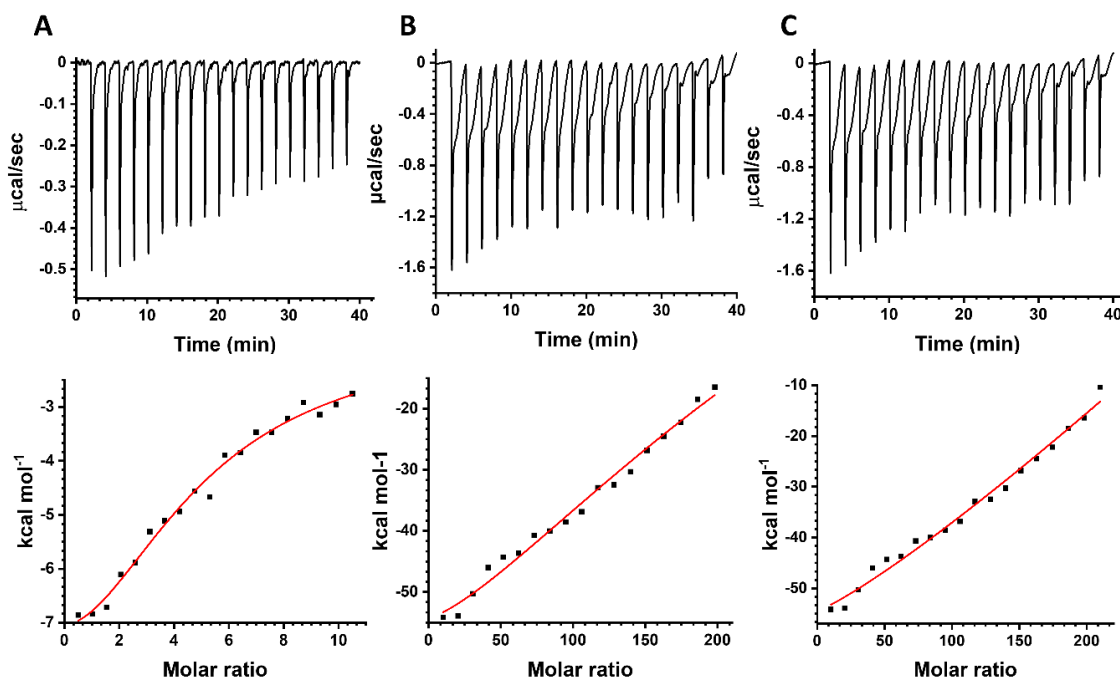 A
B
C
0
-0.1
-0.2
-0.3
-0.4
-0.5
µcal/sec
0 10 20 30 40
Time (min)
0
-0.4
-0.8
-1.2
-1.6
µcal/sec
0 10 20 30 40
Time (min)
0
-0.4
-0.8
-1.2
-1.6
µcal/sec
0 10 20 30 40
Time (min)
-3
-4
-5
-6
-7
kcal mol⁻¹
0 2 4 6 8 10
Molar ratio
-20
-30
-40
-50
kcal mol-1
0 50 100 150 200
Molar ratio
-10
-20
-30
-40
-50
kcal mol⁻¹
0 50 100 150 200
Molar ratio